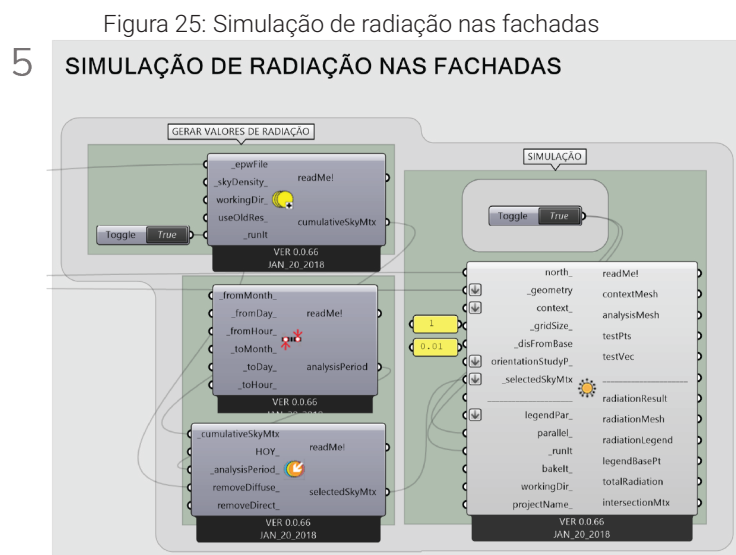 Figura 25: Simulação de radiação nas fachadas
5 SIMULAÇÃO DE RADIAÇÃO NAS FACHADAS
GERAR VALORES DE RADIAÇÃO
_epwFile
_skyDensity_
workingDir_
useOldRes_
_runIt
readMe!
cumulativeSkyMtx
VER 0.0.66
JAN_20_2018
Toggle True
_fromMonth_
_fromDay_
_fromHour_
_toMonth_
_toDay_
_toHour_
readMe!
analysisPeriod
VER 0.0.66
JAN_20_2018
_cumulativeSkyMtx
HOY_
_analysisPeriod_
removeDiffuse_
removeDirect_
readMe!
selectedSkyMtx
VER 0.0.66
JAN_20_2018
SIMULAÇÃO
Toggle True
1
0.01
north_
_geometry
context_
_gridSize_
_disFromBase
orientationStudyP_
_selectedSkyMtx
legendPar_
parallel_
_runIt
bakeIt_
workingDir_
projectName_
readMe!
contextMesh
analysisMesh
testPts
testVec
radiationResult
radiationMesh
radiationLegend
legendBasePt
totalRadiation
intersectionMtx
VER 0.0.66
JAN_20_2018